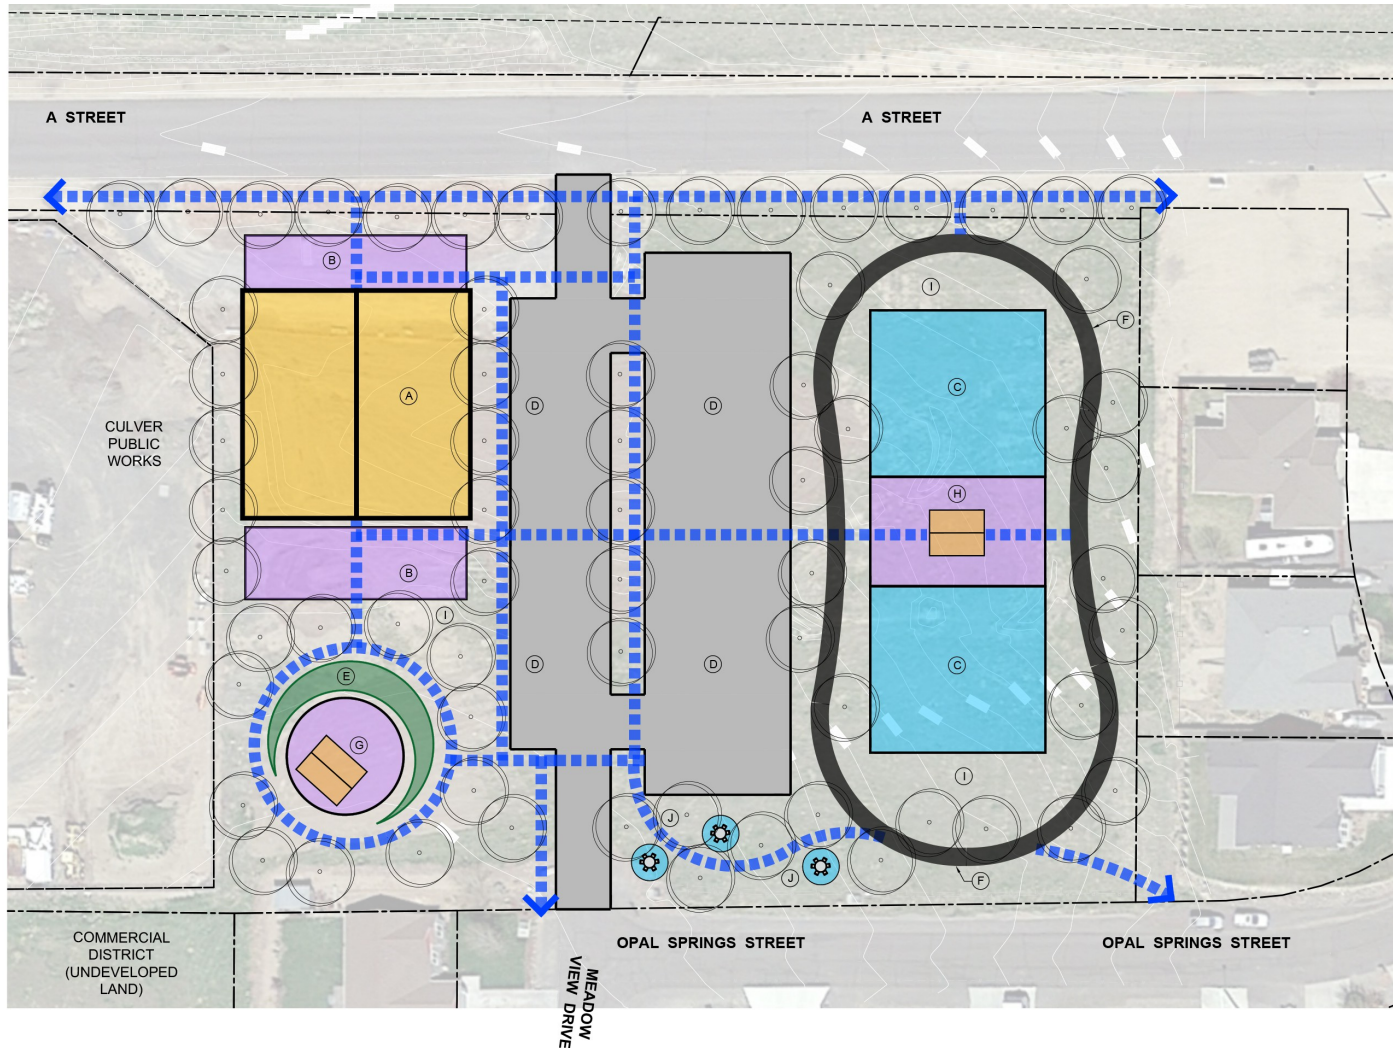 A STREET
A STREET
B
I
F
A
C
D
D
CULVER
PUBLIC
WORKS
H
B
I
D
D
C
E
G
I
J
J
F
COMMERCIAL
DISTRICT
(UNDEVELOPED
LAND)
OPAL SPRINGS STREET
OPAL SPRINGS STREET
MEADOW
VIEW DRIVE